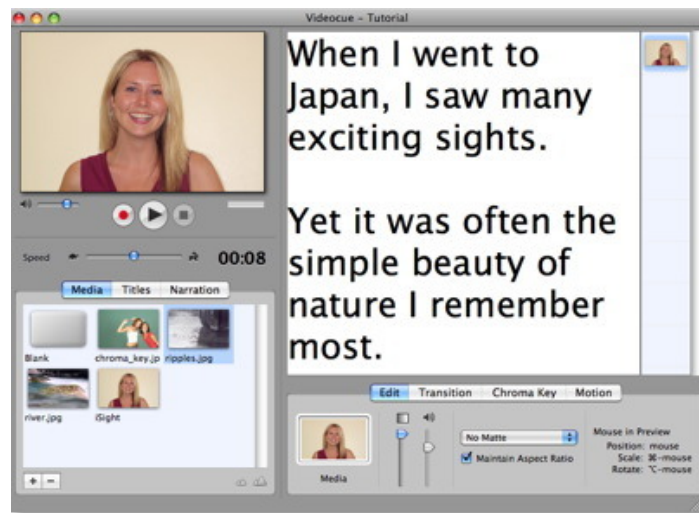 Videocue - Tutorial
When I went to
Japan, I saw many
exciting sights.
Yet it was often the
simple beauty of
nature I remember
most.
Speed 00:08
Media Titles Narration
Blank chroma_key.jp ripples.jpg
river.jpg iSight
Edit Transition Chroma Key Motion
Media
No Matte
Maintain Aspect Ratio
Mouse in Preview
Position: mouse
Scale: ⌘-mouse
Rotate: ⌥-mouse